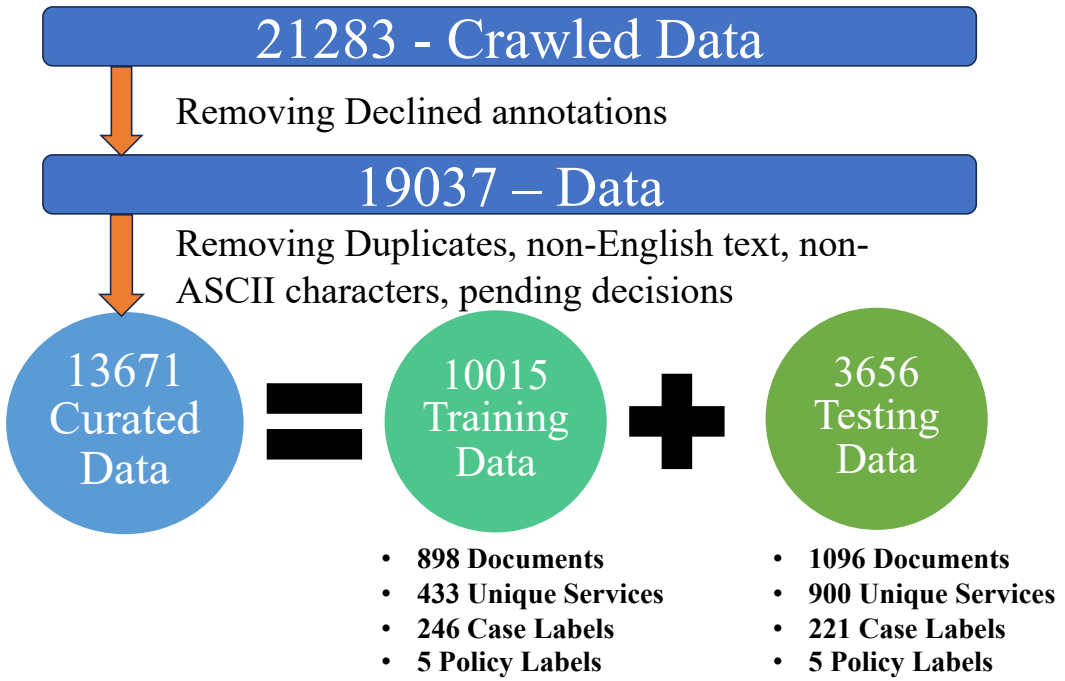 21283 - Crawled Data
Removing Declined annotations
19037 – Data
Removing Duplicates, non-English text, non-
ASCII characters, pending decisions
13671
Curated
Data
10015
Training
Data
3656
Testing
Data
• 898 Documents
• 433 Unique Services
• 246 Case Labels
• 5 Policy Labels
• 1096 Documents
• 900 Unique Services
• 221 Case Labels
• 5 Policy Labels